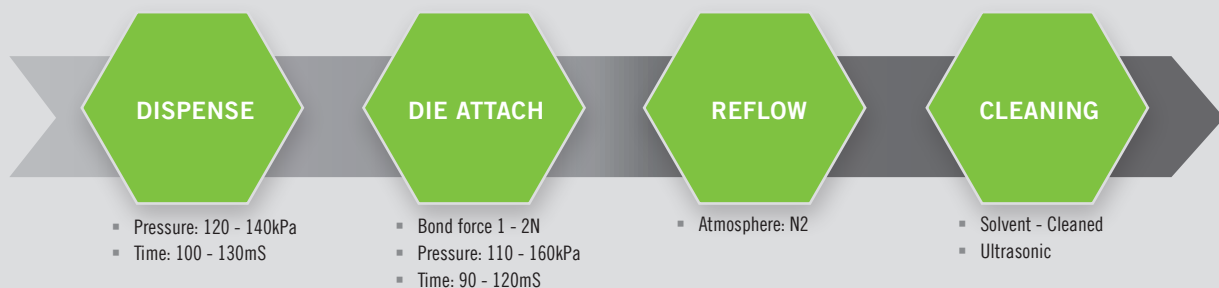 DISPENSE
Pressure: 120 - 140kPa
Time: 100 - 130mS
DIE ATTACH
Bond force 1 - 2N
Pressure: 110 - 160kPa
Time: 90 - 120mS
REFLOW
Atmosphere: N2
CLEANING
Solvent - Cleaned
Ultrasonic